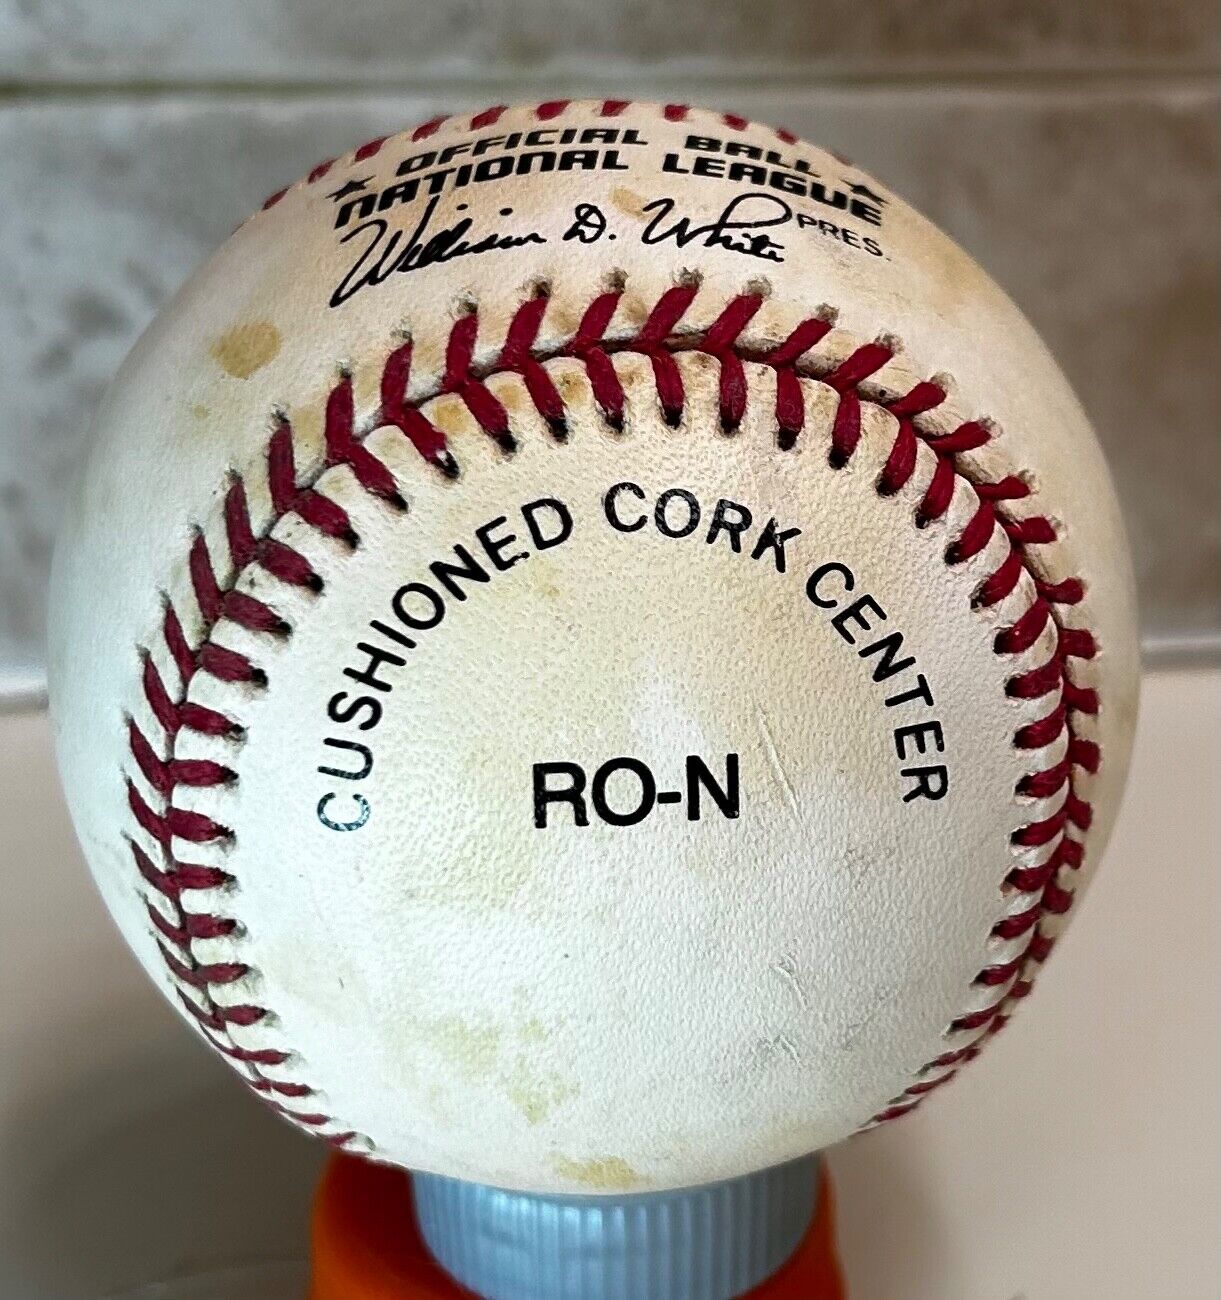 OFFICIAL BALL
NATIONAL LEAGUE
William D. White PRES.
CUSHIONED CORK CENTER
RO-N